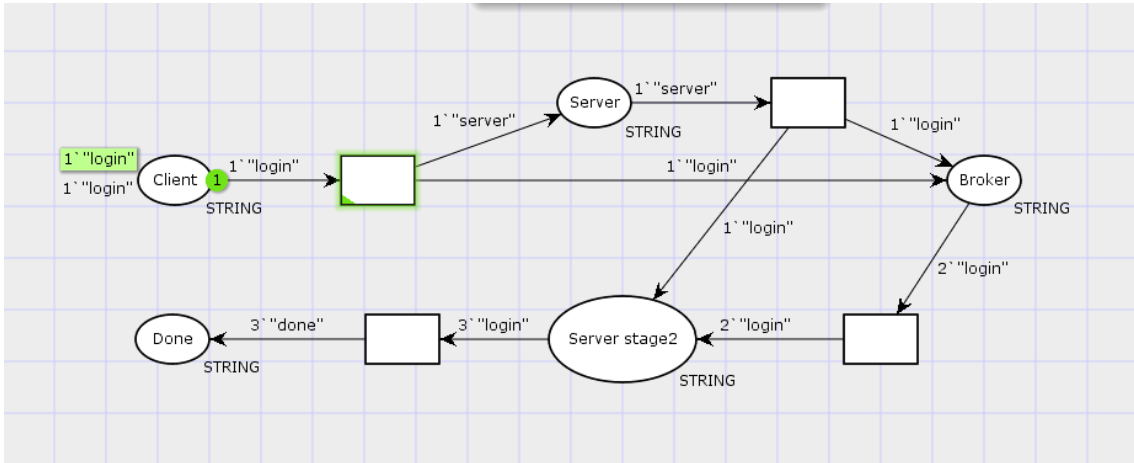 1`"server"
Server
STRING
1`"server"
1`"login"
1`"login"
1`"login"
Client
1
1`"login"
STRING
1`"login"
Broker
STRING
1`"login"
2`"login"
Done
STRING
3`"done"
3`"login"
Server stage2
STRING
2`"login"